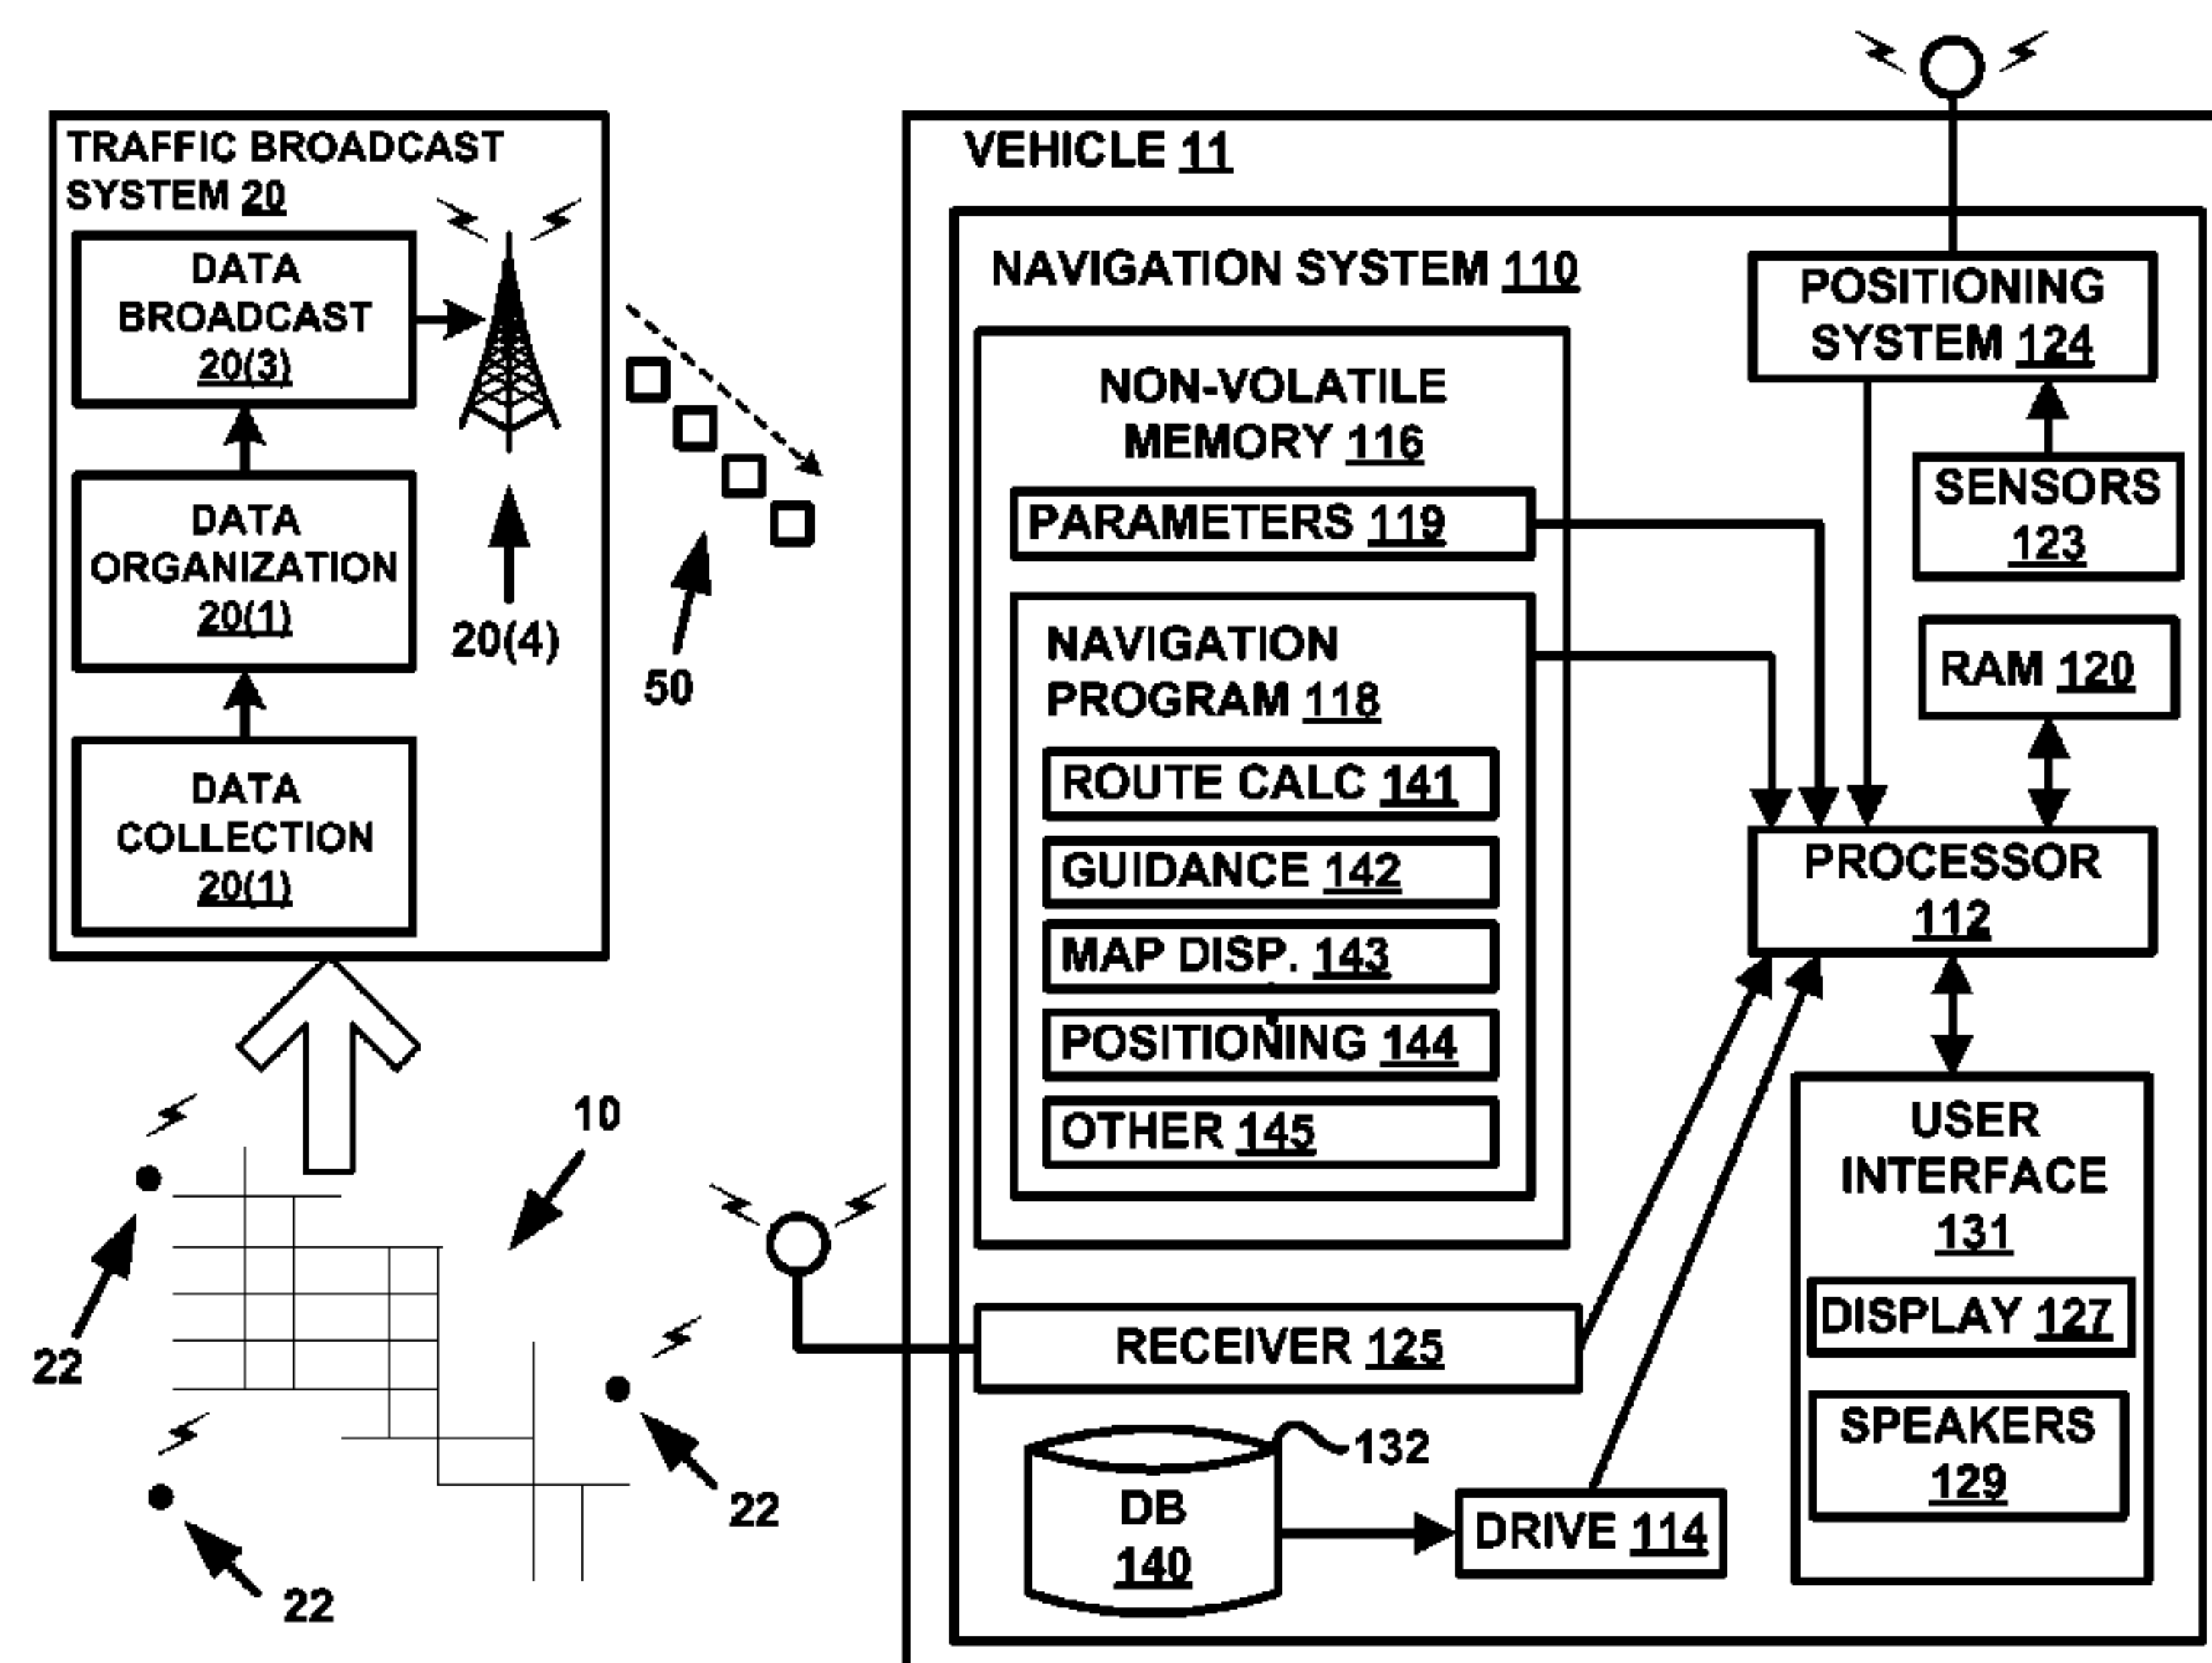 TRAFFIC BROADCAST
SYSTEM 20
DATA
BROADCAST
20(3)
DATA
ORGANIZATION
20(1)
DATA
COLLECTION
20(1)
20(4)
50
10
22
22
22
VEHICLE 11
NAVIGATION SYSTEM 110
NON-VOLATILE
MEMORY 116
PARAMETERS 119
NAVIGATION
PROGRAM 118
ROUTE CALC 141
GUIDANCE 142
MAP DISP. 143
POSITIONING 144
OTHER 145
RECEIVER 125
132
DB
140
DRIVE 114
POSITIONING
SYSTEM 124
SENSORS
123
RAM 120
PROCESSOR
112
USER
INTERFACE
131
DISPLAY 127
SPEAKERS
129